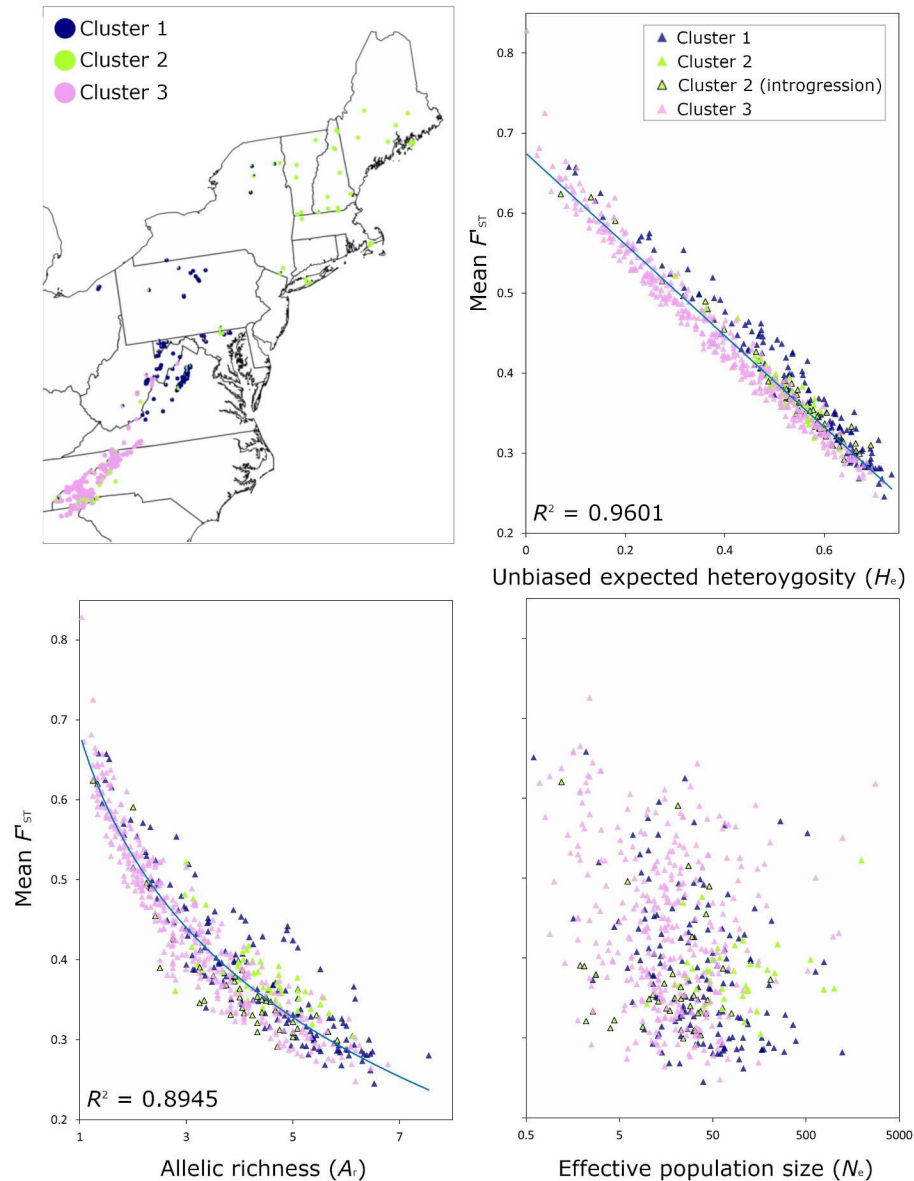 Cluster 1
Cluster 2
Cluster 3
0.8
0.7
0.6
0.5
0.4
0.3
0.2
Mean F'ST
Cluster 1
Cluster 2
Cluster 2 (introgression)
Cluster 3
R² = 0.9601
0 0.2 0.4 0.6
Unbiased expected heteroygosity (He)
0.8
0.7
0.6
0.5
0.4
0.3
0.2
Mean F'ST
R² = 0.8945
1 3 5 7
Allelic richness (Ar)
0.5 5 50 500 5000
Effective population size (Ne)